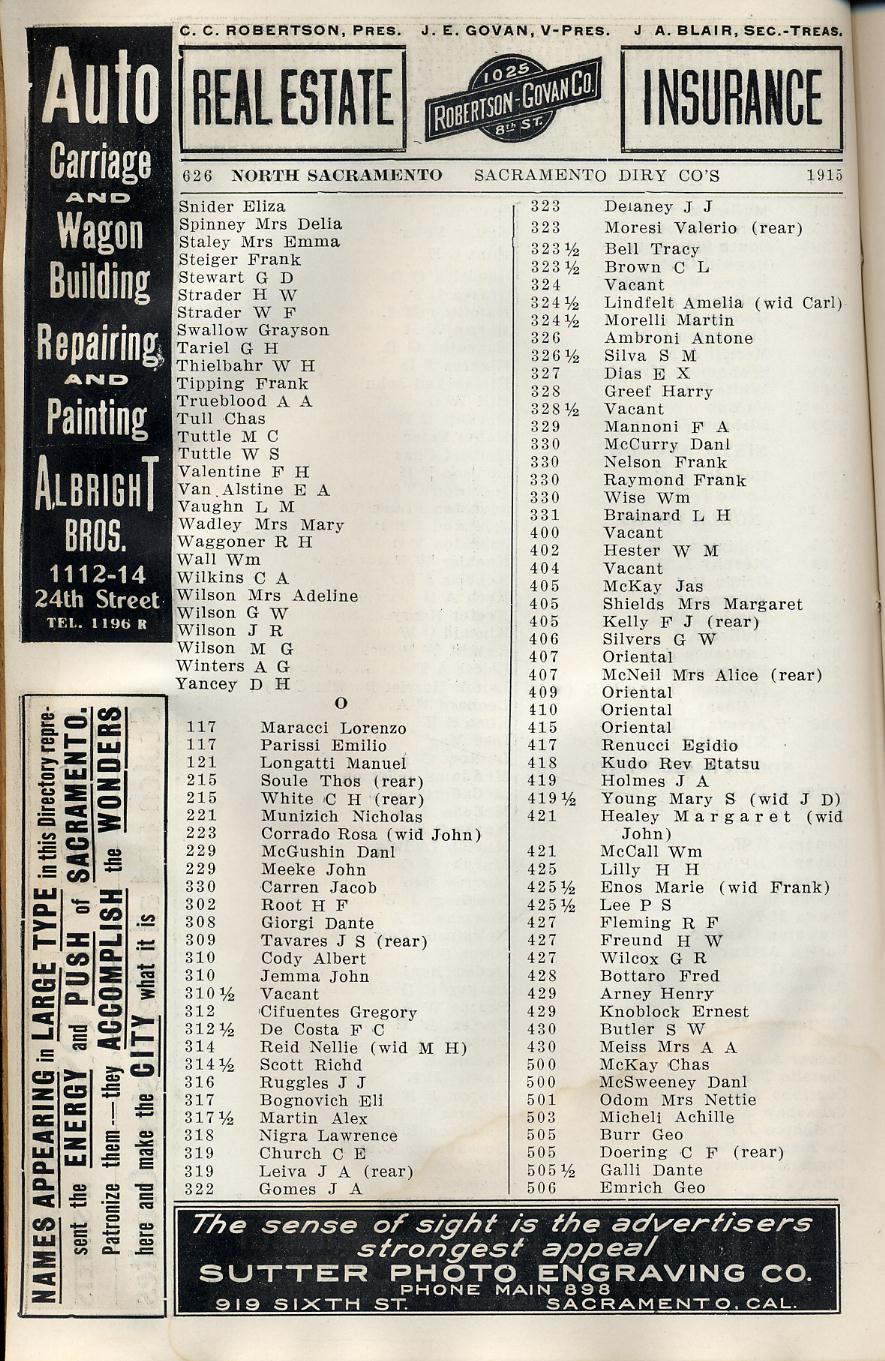 C. C. ROBERTSON, PRES. J. E. GOVAN, V-PRES. J A. BLAIR, SEC.-TREAS.
REAL ESTATE
1025
ROBERTSON-GOVAN CO.
8th ST.
INSURANCE
626 NORTH SACRAMENTO SACRAMENTO DIRY CO'S 1915
Auto
Carriage
AND
Wagon
Building
Repairing
AND
Painting
ALBRIGHT
BROS.
1112-14
24th Street
TEL. 1196 R
NAMES APPEARING in LARGE TYPE in this Directory repre-
sent the ENERGY and PUSH of SACRAMENTO.
Patronize them—they ACCOMPLISH the WONDERS
here and make the CITY what it is
Snider Eliza
Spinney Mrs Delia
Staley Mrs Emma
Steiger Frank
Stewart G D
Strader H W
Strader W F
Swallow Grayson
Tariel G H
Thielbahr W H
Tipping Frank
Trueblood A A
Tull Chas
Tuttle M C
Tuttle W S
Valentine F H
Van Alstine E A
Vaughn L M
Wadley Mrs Mary
Waggoner R H
Wall Wm
Wilkins C A
Wilson Mrs Adeline
Wilson G W
Wilson J R
Wilson M G
Winters A G
Yancey D H
O
117 Maracci Lorenzo
117 Parissi Emilio
121 Longatti Manuel
215 Soule Thos (rear)
215 White C H (rear)
221 Munizich Nicholas
223 Corrado Rosa (wid John)
229 McGushin Danl
229 Meeke John
330 Carren Jacob
302 Root H F
308 Giorgi Dante
309 Tavares J S (rear)
310 Cody Albert
310 Jemma John
310½ Vacant
312 Cifuentes Gregory
312½ De Costa F C
314 Reid Nellie (wid M H)
314½ Scott Richd
316 Ruggles J J
317 Bognovich Eli
317½ Martin Alex
318 Nigra Lawrence
319 Church C E
319 Leiva J A (rear)
322 Gomes J A
323 Delaney J J
323 Moresi Valerio (rear)
323½ Bell Tracy
323½ Brown C L
324 Vacant
324½ Lindfelt Amelia (wid Carl)
324½ Morelli Martin
326 Ambroni Antone
326½ Silva S M
327 Dias E X
328 Greef Harry
328½ Vacant
329 Mannoni F A
330 McCurry Danl
330 Nelson Frank
330 Raymond Frank
330 Wise Wm
331 Brainard L H
400 Vacant
402 Hester W M
404 Vacant
405 McKay Jas
405 Shields Mrs Margaret
405 Kelly F J (rear)
406 Silvers G W
407 Oriental
407 McNeil Mrs Alice (rear)
409 Oriental
410 Oriental
415 Oriental
417 Renucci Egidio
418 Kudo Rev Etatsu
419 Holmes J A
419½ Young Mary S (wid J D)
421 Healey Margaret (wid
John)
421 McCall Wm
425 Lilly H H
425½ Enos Marie (wid Frank)
425½ Lee P S
427 Fleming R F
427 Freund H W
427 Wilcox G R
428 Bottaro Fred
429 Arney Henry
429 Knoblock Ernest
430 Butler S W
430 Meiss Mrs A A
500 McKay Chas
500 McSweeney Danl
501 Odom Mrs Nettie
503 Micheli Achille
505 Burr Geo
505 Doering C F (rear)
505½ Galli Dante
506 Emrich Geo
The sense of sight is the advertisers
strongest appeal
SUTTER PHOTO ENGRAVING CO.
PHONE MAIN 898
919 SIXTH ST. SACRAMENTO, CAL.